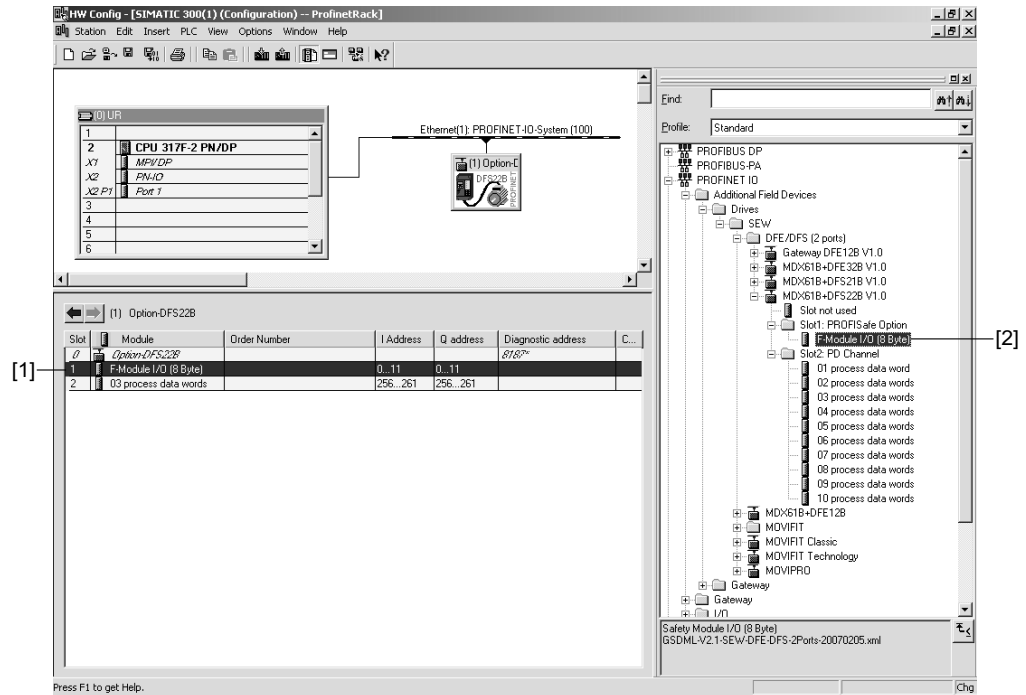 HW Config - [SIMATIC 300(1) (Configuration) -- ProfinetRack]
Station Edit Insert PLC View Options Window Help
(0) UR
1
2 CPU 317F-2 PN/DP
X1 MPI/DP
X2 PN-IO
X2 P1 Port 1
3
4
5
6
Ethernet(1): PROFINET-IO-System (100)
(1) Option-D
DFS22B
PROFINET
(1) Option-DFS22B
Slot Module Order Number I Address Q address Diagnostic address C...
0 Option-DFS22B 8187*
1 F-Module I/O (8 Byte) 0...11 0...11
2 03 process data words 256...261 256...261
[1]
Find:
Profile: Standard
PROFIBUS DP
PROFIBUS-PA
PROFINET IO
Additional Field Devices
Drives
SEW
DFE/DFS (2 ports)
Gateway DFE12B V1.0
MDX61B+DFE32B V1.0
MDX61B+DFS21B V1.0
MDX61B+DFS22B V1.0
Slot not used
Slot1: PROFISafe Option
F-Module I/O (8 Byte)
[2]
Slot2: PD Channel
01 process data word
02 process data words
03 process data words
04 process data words
05 process data words
06 process data words
07 process data words
08 process data words
09 process data words
10 process data words
MDX61B+DFE12B
MOVIFIT
MOVIFIT Classic
MOVIFIT Technology
MOVIPRO
Gateway
Gateway
I/O
Safety Module I/O (8 Byte)
GSDML-V2.1-SEW-DFE-DFS-2Ports-20070205.xml
Press F1 to get Help.
Chg